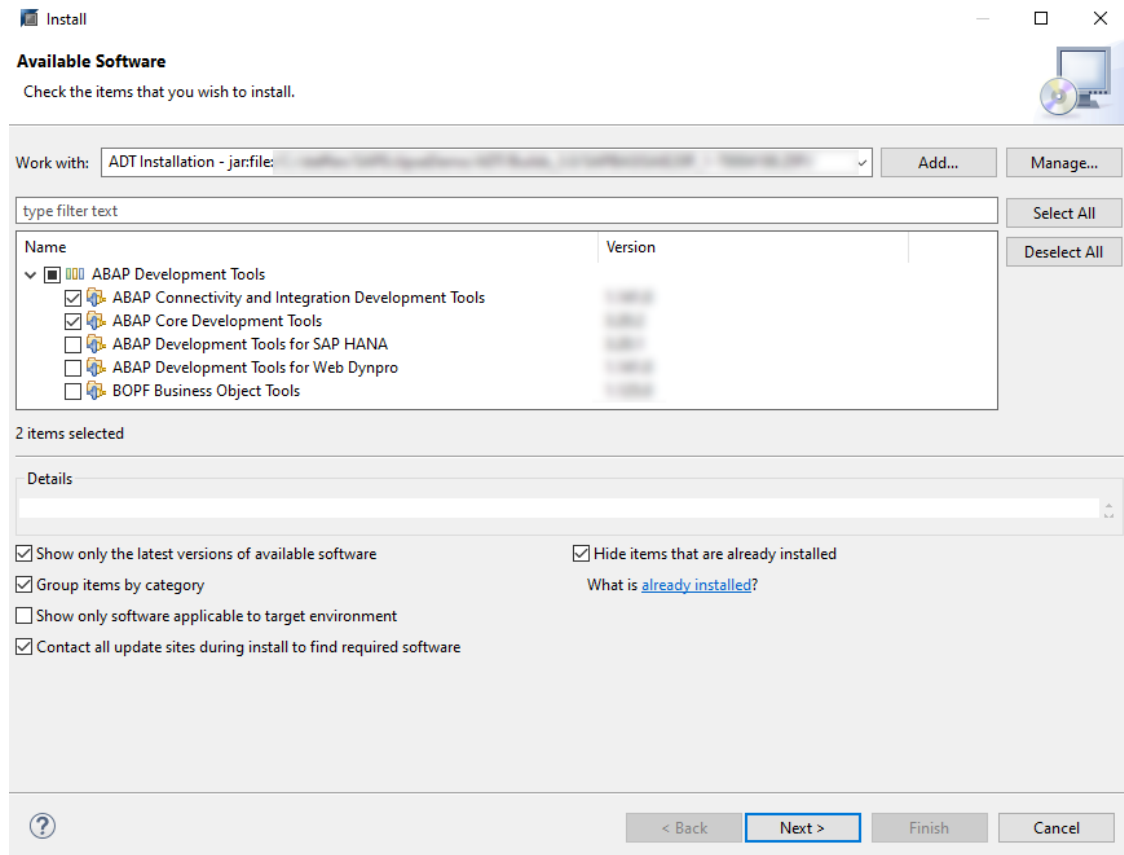 Install
Available Software
Check the items that you wish to install.
Work with: ADT Installation - jar:file: Add... Manage...
type filter text Select All
Name Version Deselect All
ABAP Development Tools
ABAP Connectivity and Integration Development Tools
ABAP Core Development Tools
ABAP Development Tools for SAP HANA
ABAP Development Tools for Web Dynpro
BOPF Business Object Tools
2 items selected
Details
Show only the latest versions of available software Hide items that are already installed
Group items by category What is already installed?
Show only software applicable to target environment
Contact all update sites during install to find required software
? < Back Next > Finish Cancel